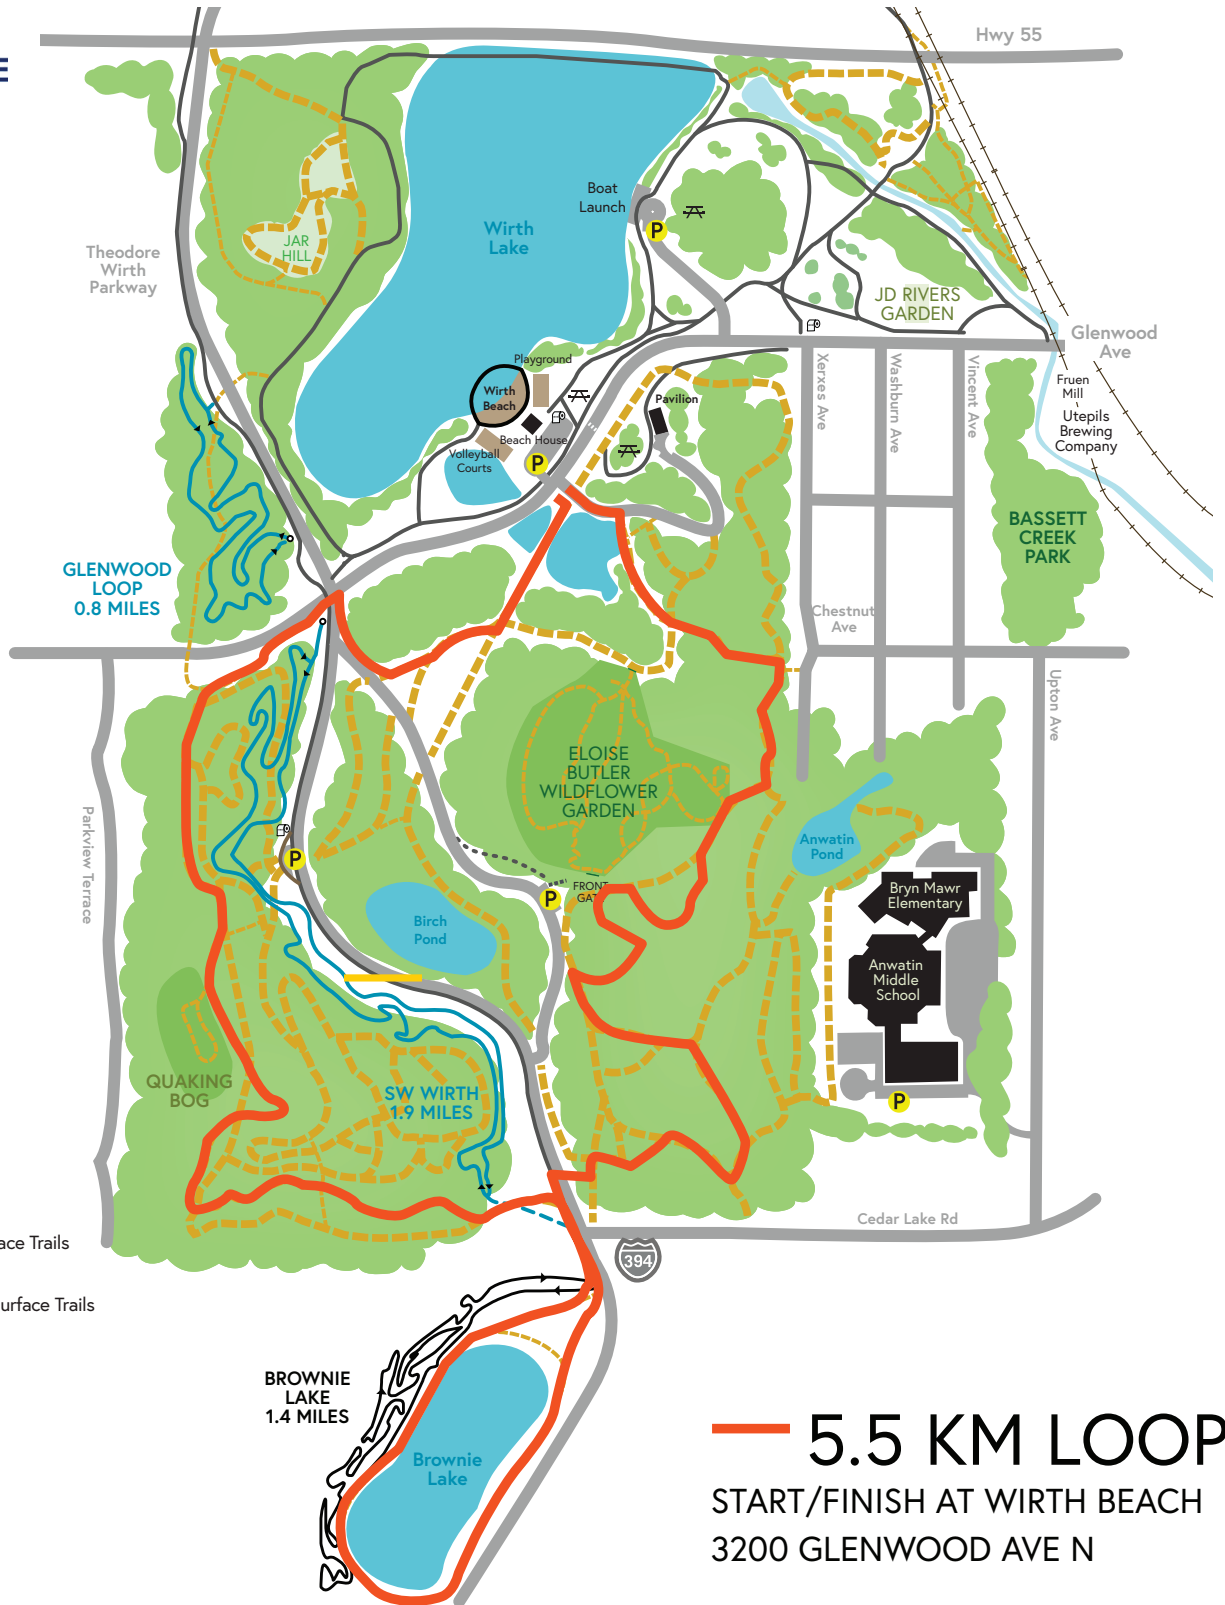 E
Hwy 55
Boat
Launch
P
Wirth
Lake
JAR
HILL
Theodore
Wirth
Parkway
JD RIVERS
GARDEN
Glenwood
Ave
Playground
Wirth
Beach
Pavilion
Beach House
Volleyball
Courts
P
Xerxes Ave
Washburn Ave
Vincent Ave
Fruen
Mill
Utepils
Brewing
Company
BASSETT
CREEK
PARK
GLENWOOD
LOOP
0.8 MILES
Chestnut
Ave
Upton Ave
ELOISE
BUTLER
WILDFLOWER
GARDEN
Parkview Terrace
P
Anwatin
Pond
FRONT
GATE
P
Birch
Pond
Bryn Mawr
Elementary
Anwatin
Middle
School
QUAKING
BOG
SW WIRTH
1.9 MILES
P
Cedar Lake Rd
ace Trails
394
urface Trails
BROWNIE
LAKE
1.4 MILES
Brownie
Lake
5.5 KM LOOP
START/FINISH AT WIRTH BEACH
3200 GLENWOOD AVE N